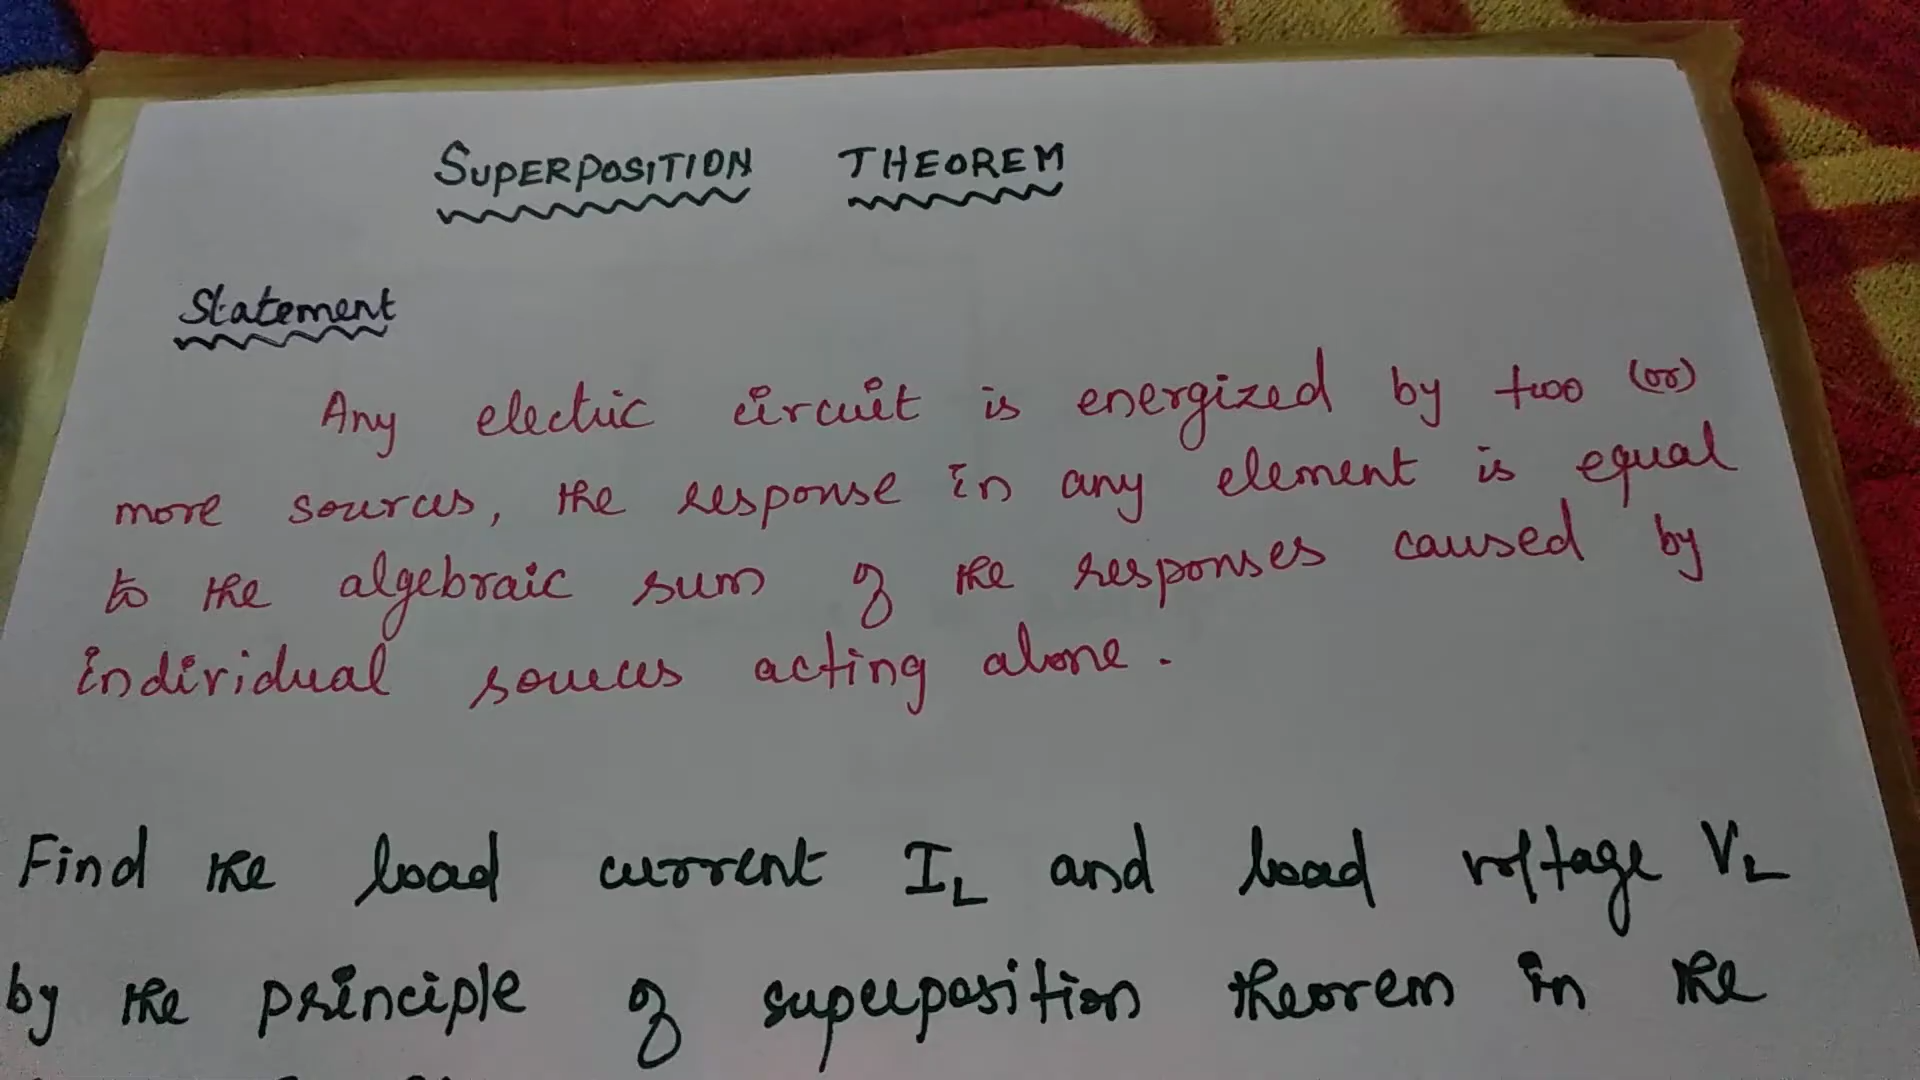 SUPERPOSITION THEOREM
Statement
Any electric circuit is energized by two (or)
more sources, the response in any element is equal
to the algebraic sum of the responses caused by
individual sources acting alone.
Find the load current IL and load voltage VL
by the principle of superposition theorem in the